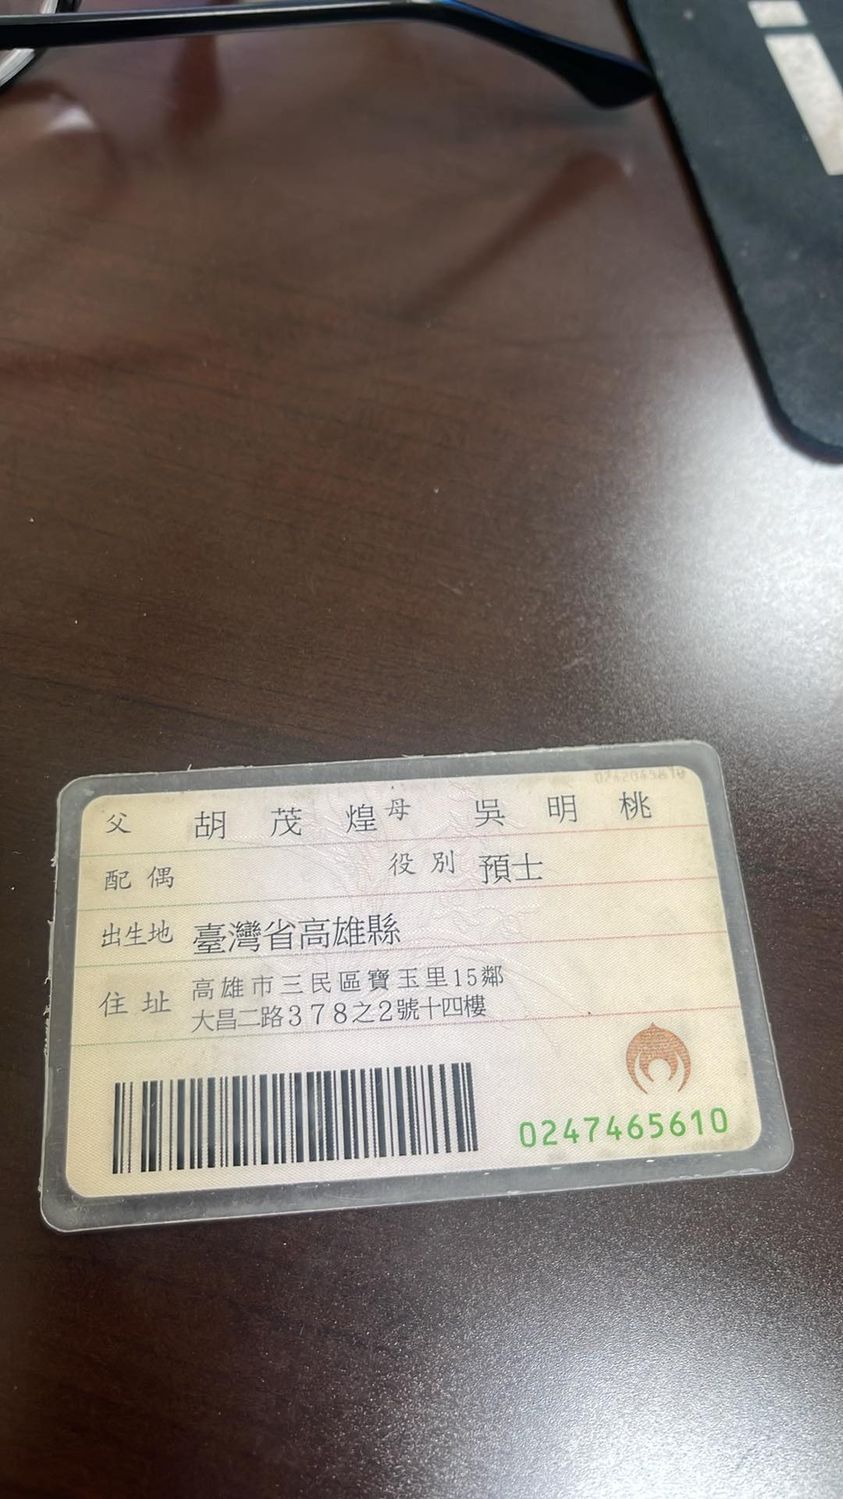 父 胡茂煌 母 吳明桃
配偶 役別 預士
出生地 臺灣省高雄縣
住址 高雄市三民區寶玉里15鄰
大昌二路378之2號十四樓
0247465610